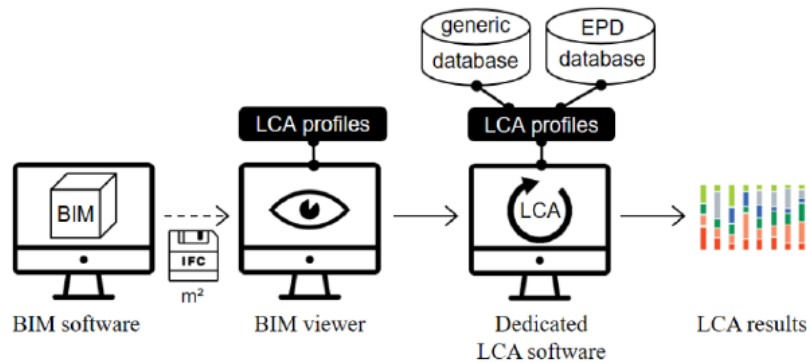 generic
database
EPD
database
LCA profiles
LCA profiles
BIM
LCA
IFC
m²
BIM software
BIM viewer
Dedicated
LCA software
LCA results